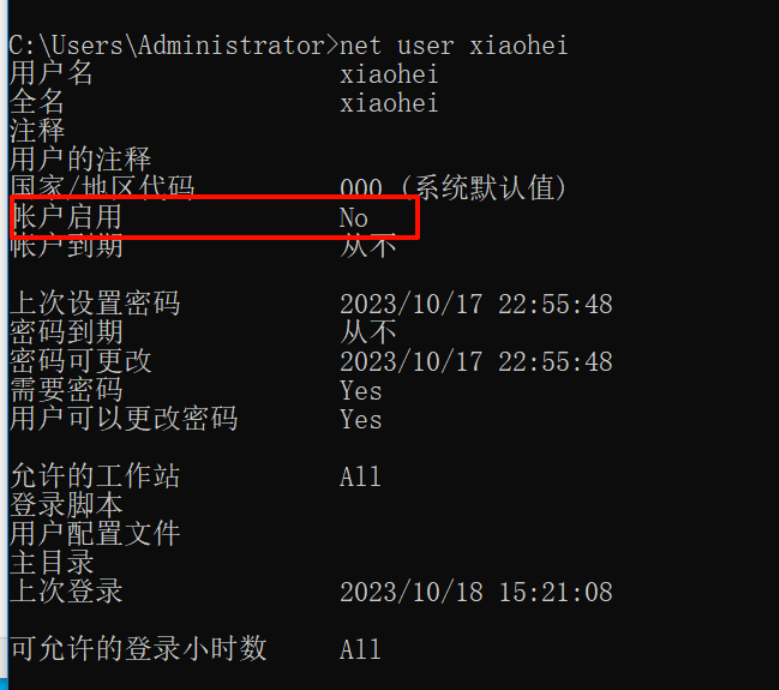 C:\Users\Administrator>net user xiaohei
用户名 xiaohei
全名 xiaohei
注释
用户的注释
国家/地区代码 000 (系统默认值)
帐户启用 No
帐户到期 从不
上次设置密码 2023/10/17 22:55:48
密码到期 从不
密码可更改 2023/10/17 22:55:48
需要密码 Yes
用户可以更改密码 Yes
允许的工作站 All
登录脚本
用户配置文件
主目录
上次登录 2023/10/18 15:21:08
可允许的登录小时数 All